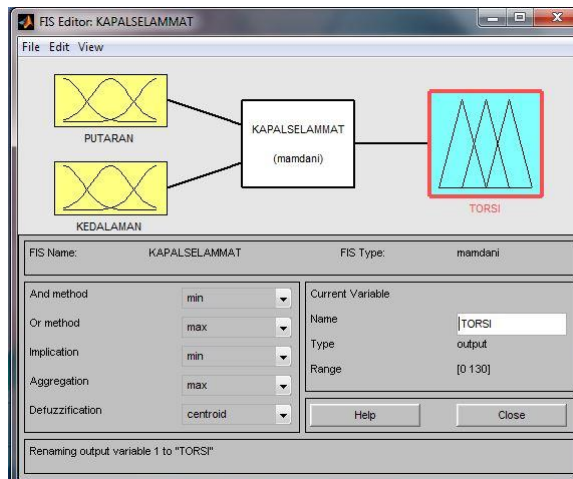 FIS Editor: KAPALSELAMMAT
File Edit View
PUTARAN
KEDALAMAN
KAPALSELAMMAT
(mamdani)
TORSI
FIS Name: KAPALSELAMMAT FIS Type: mamdani
And method min
Or method max
Implication min
Aggregation max
Defuzzification centroid
Current Variable
Name TORSI
Type output
Range [0 130]
Help Close
Renaming output variable 1 to "TORSI"